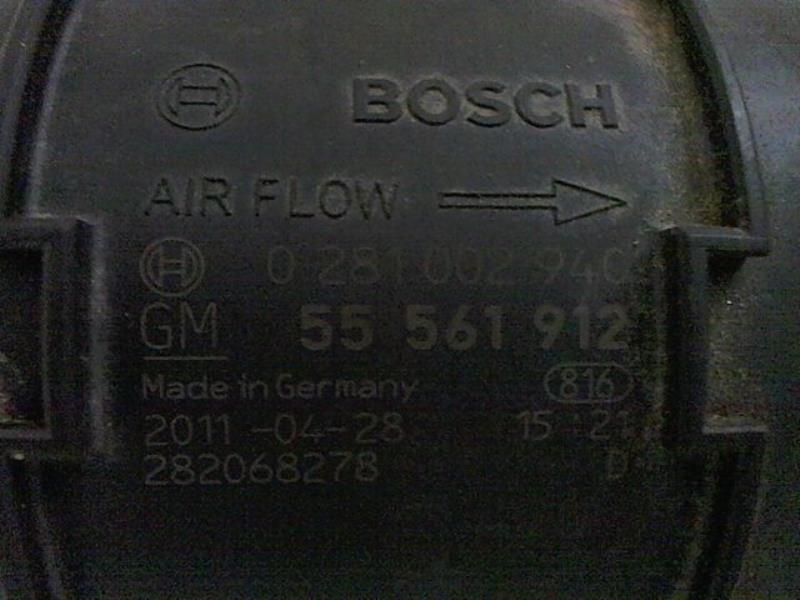 BOSCH
AIR FLOW
0 281 002 940
GM 55 561 912
Made in Germany 816
2011-04-28 15:21
282068278 D